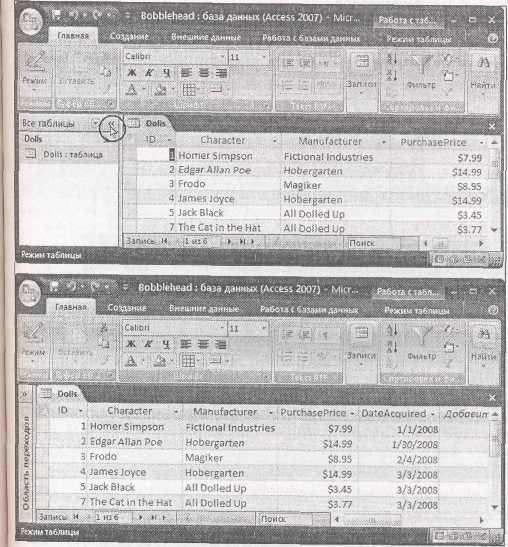 Bobblehead : база данных (Access 2007) - Micr... Работа с табл...
Главная Создание Внешние данные Работа с базами данных Режим таблицы
Calibri 11
Режим Вставить Ж К Ч Записи Фильтр Найти
Шрифт
Все таблицы « Dolls
Dolls ID Character Manufacturer PurchasePrice
Dolls : таблица 1 Homer Simpson Fictional Industries $7.99
2 Edgar Allan Poe Hobergarten $14.99
3 Frodo Magiker $8.95
4 James Joyce Hobergarten $14.99
5 Jack Black All Dolled Up $3.45
7 The Cat in the Hat All Dolled Up $3.77
Запись: 1 из 6 Поиск
Режим таблицы
Bobblehead : база данных (Access 2007) - Micr... Работа с табл...
Главная Создание Внешние данные Работа с базами данных Режим таблицы
Calibri 11
Режим Вставить Ж К Ч Записи Фильтр Найти
» Dolls
ID Character Manufacturer PurchasePrice DateAcquired Добавит
1 Homer Simpson Fictional Industries $7.99 1/1/2008
2 Edgar Allan Poe Hobergarten $14.99 1/30/2008
3 Frodo Magiker $8.95 2/4/2008
4 James Joyce Hobergarten $14.99 3/3/2008
5 Jack Black All Dolled Up $3.45 3/3/2008
7 The Cat in the Hat All Dolled Up $3.77 3/3/2008
Область переходов
Запись: 1 из 6 Поиск
Режим таблицы